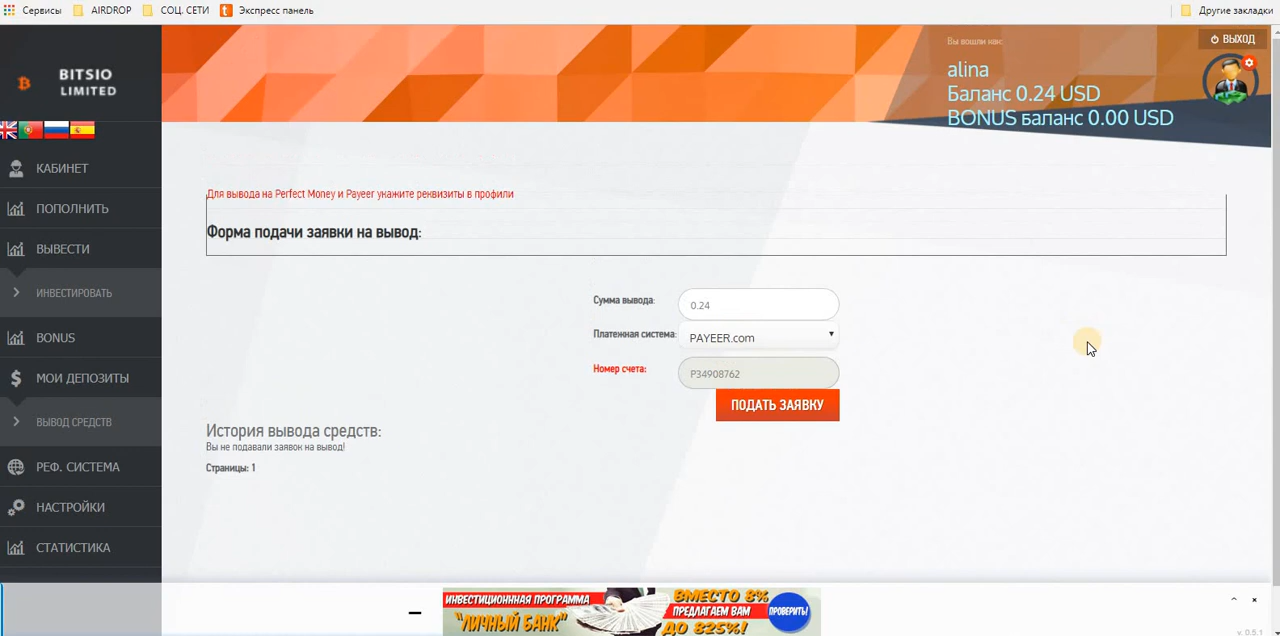 Сервисы AIRDROP СОЦ. СЕТИ Экспресс панель Другие закладки
BITSIO
LIMITED
Вы вошли как:
ВЫХОД
alina
Баланс 0.24 USD
BONUS баланс 0.00 USD
КАБИНЕТ
ПОПОЛНИТЬ
ВЫВЕСТИ
ИНВЕСТИРОВАТЬ
BONUS
МОИ ДЕПОЗИТЫ
ВЫВОД СРЕДСТВ
РЕФ. СИСТЕМА
НАСТРОЙКИ
СТАТИСТИКА
Для вывода на Perfect Money и Payeer укажите реквизиты в профили
Форма подачи заявки на вывод:
Сумма вывода: 0.24
Платежная система: PAYEER.com
Номер счета: P34908762
ПОДАТЬ ЗАЯВКУ
История вывода средств:
Вы не подавали заявок на вывод!
Страницы: 1
ИНВЕСТИЦИОННАЯ ПРОГРАММА
"ЛИЧНЫЙ БАНК"
ВМЕСТО 8%
ПРЕДЛАГАЕМ ВАМ
ДО 825%!
ПРОВЕРИТЬ!
v. 0.5.1